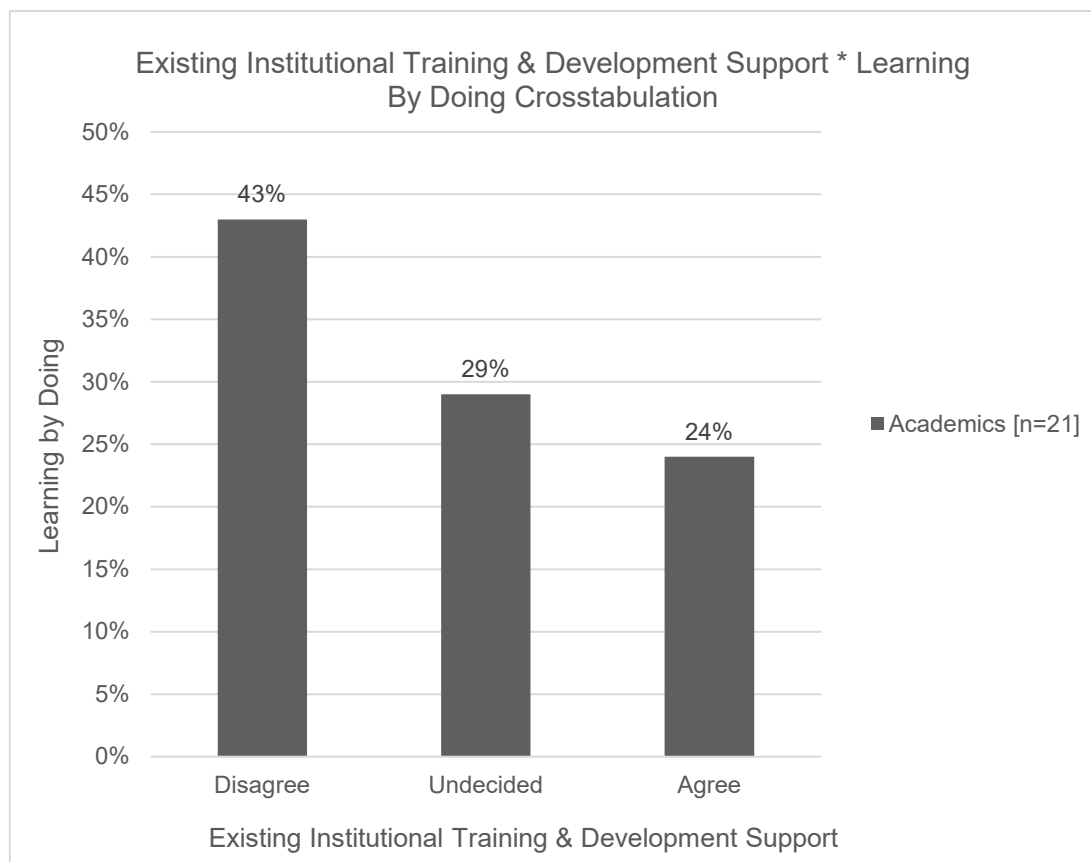 Existing Institutional Training & Development Support * Learning
By Doing Crosstabulation
50%
45%
40%
35%
30%
25%
20%
15%
10%
5%
0%
43%
29%
24%
Learning by Doing
Disagree
Undecided
Agree
Existing Institutional Training & Development Support
Academics [n=21]